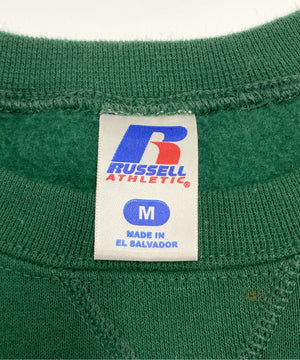 RUSSELL
ATHLETIC®
M
MADE IN
EL SALVADOR